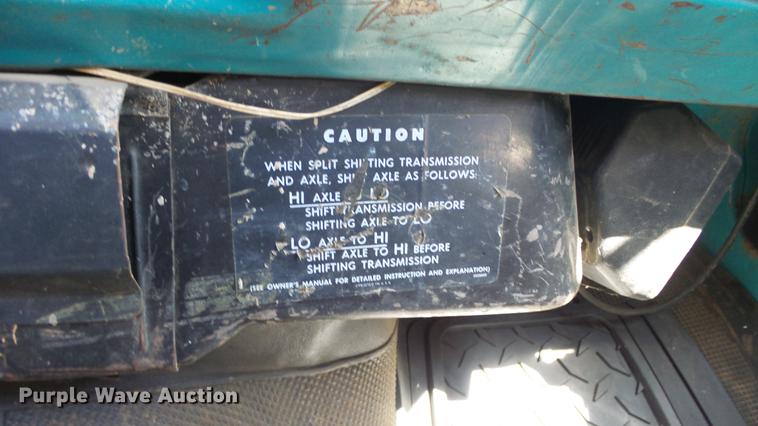 CAUTION
WHEN SPLIT SHIFTING TRANSMISSION
AND AXLE, SHIFT AXLE AS FOLLOWS:
HI AXLE TO LO
SHIFT TRANSMISSION BEFORE
SHIFTING AXLE TO LO
LO AXLE TO HI
SHIFT AXLE TO HI BEFORE
SHIFTING TRANSMISSION
(SEE OWNER'S MANUAL FOR DETAILED INSTRUCTION AND EXPLANATION)
Purple Wave Auction